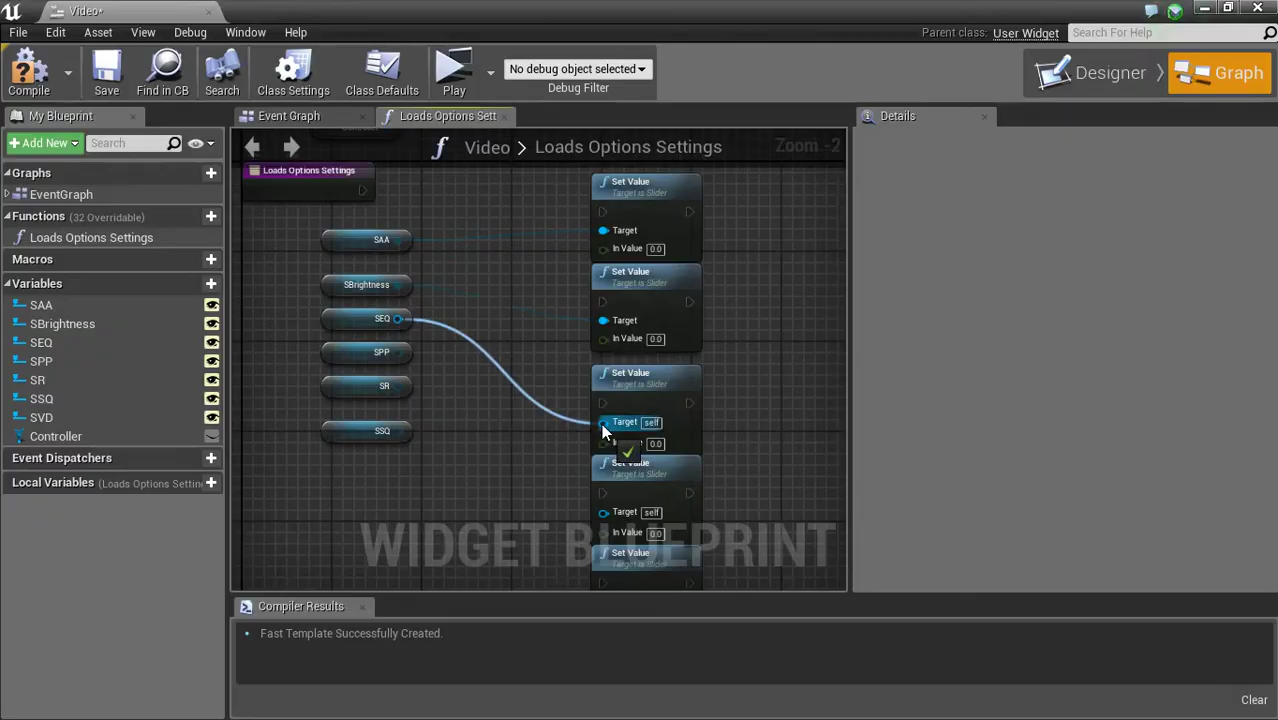 Video*
File Edit Asset View Debug Window Help
Parent class: User Widget
Search For Help
Compile
Save
Find in CB
Search
Class Settings
Class Defaults
Play
No debug object selected
Debug Filter
Designer
Graph
My Blueprint
Event Graph
Loads Options Sett
Details
Add New
Search
Video > Loads Options Settings
Zoom -2
Graphs
EventGraph
Functions (32 Overridable)
Loads Options Settings
Macros
Variables
SAA
SBrightness
SEQ
SPP
SR
SSQ
SVD
Controller
Event Dispatchers
Local Variables (Loads Options Settin
Loads Options Settings
SAA
SBrightness
SEQ
SPP
SR
SSQ
Set Value
Target is Slider
Target
In Value 0.0
Set Value
Target is Slider
Target
In Value 0.0
Set Value
Target is Slider
Target self
0.0
Set Value
Target is Slider
Target self
In Value 0.0
Set Value
WIDGET BLUEPRINT
Compiler Results
Fast Template Successfully Created.
Clear